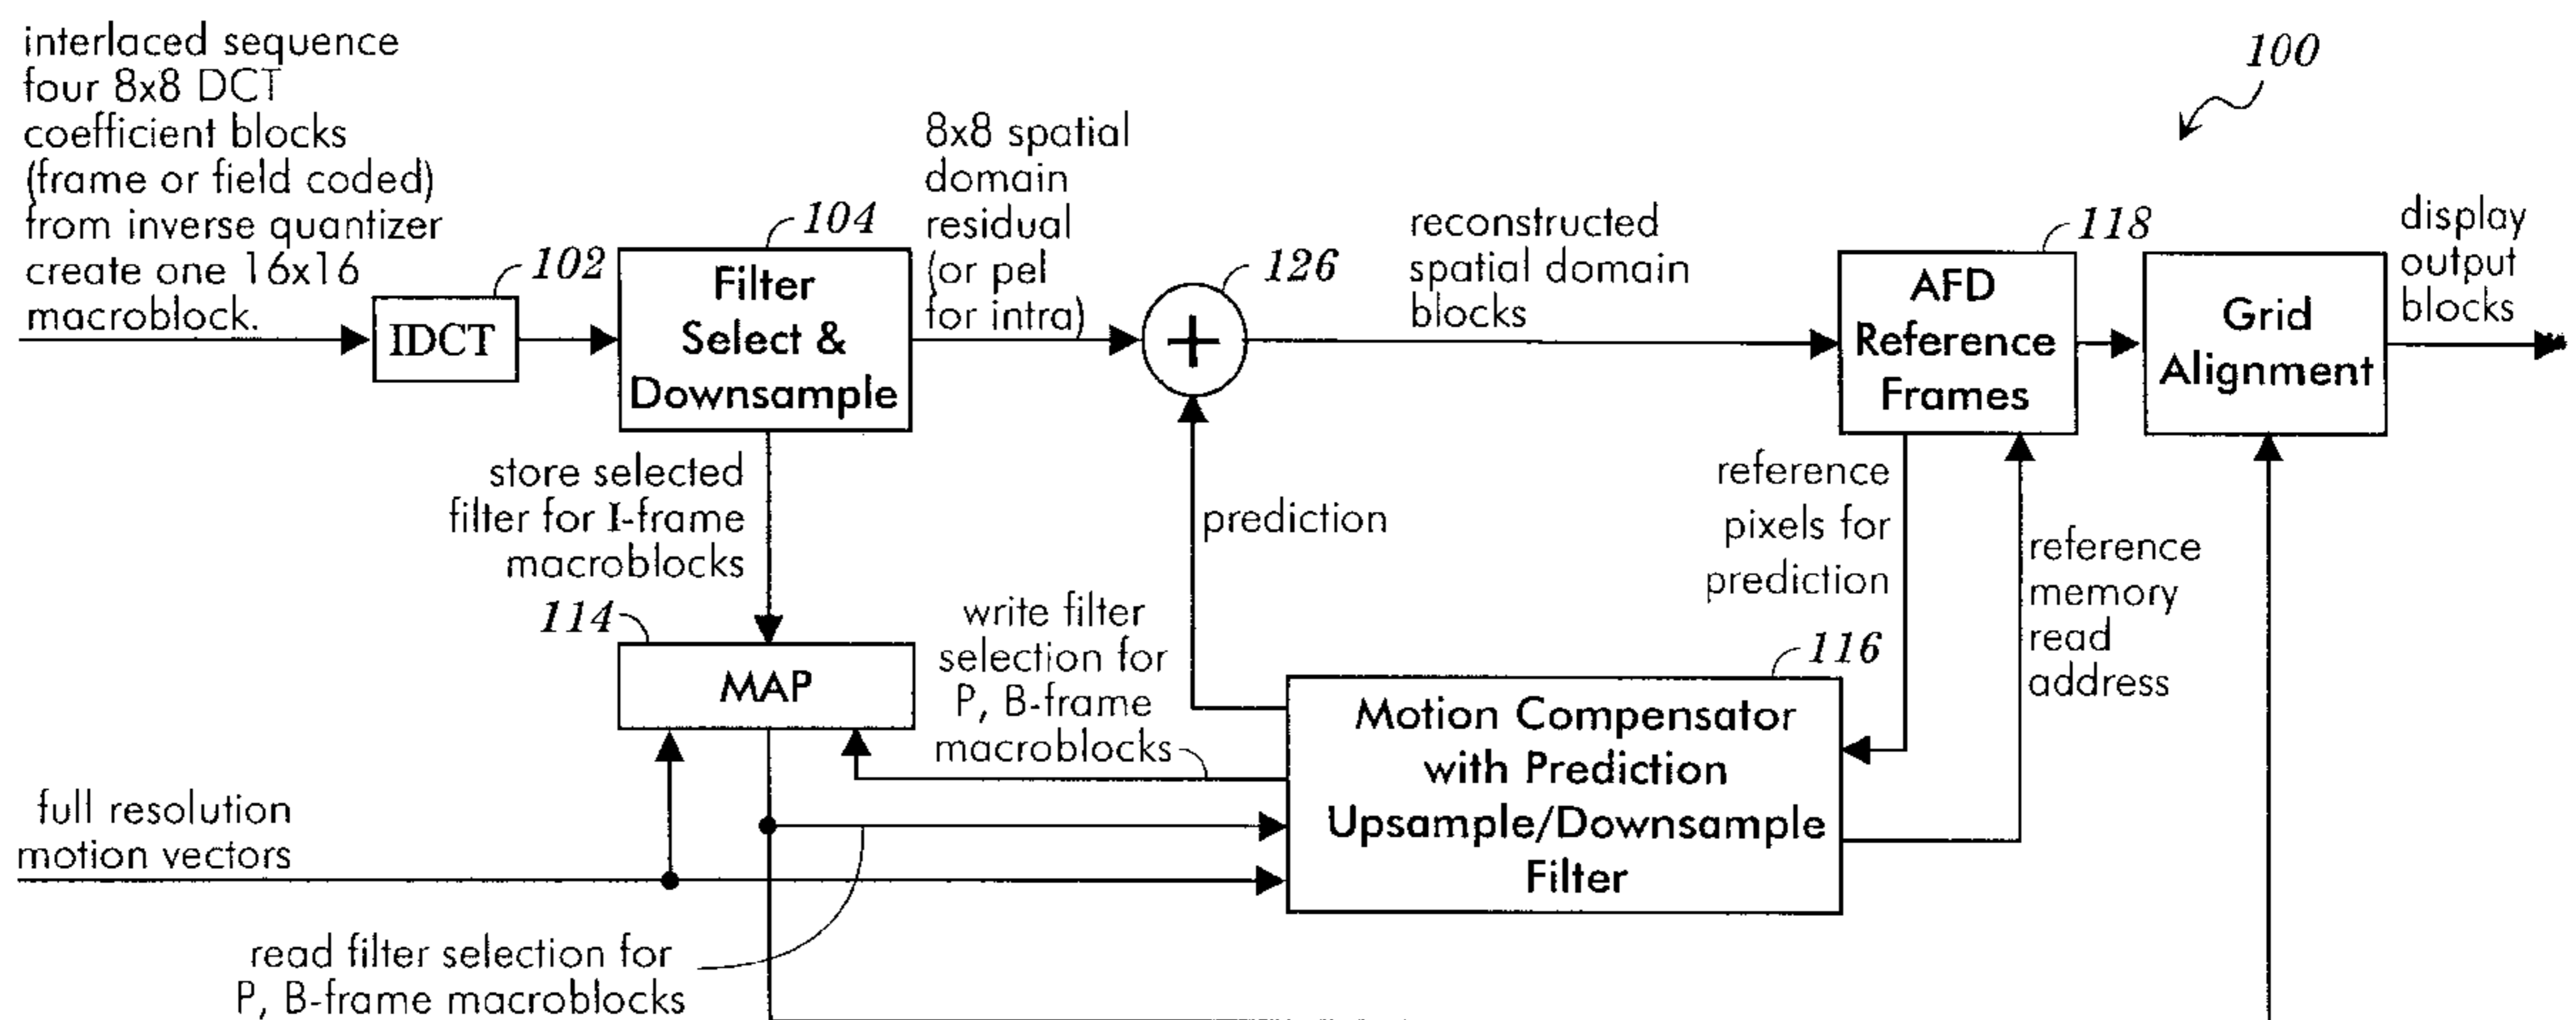 interlaced sequence
four 8x8 DCT
coefficient blocks
(frame or field coded)
from inverse quantizer
create one 16x16
macroblock.
102
IDCT
104
Filter
Select &
Downsample
8x8 spatial
domain
residual
(or pel
for intra)
126
+
reconstructed
spatial domain
blocks
100
118
AFD
Reference
Frames
Grid
Alignment
display
output
blocks
store selected
filter for I-frame
macroblocks
prediction
reference
pixels for
prediction
reference
memory
read
address
114
MAP
write filter
selection for
P, B-frame
macroblocks
116
Motion Compensator
with Prediction
Upsample/Downsample
Filter
full resolution
motion vectors
read filter selection for
P, B-frame macroblocks